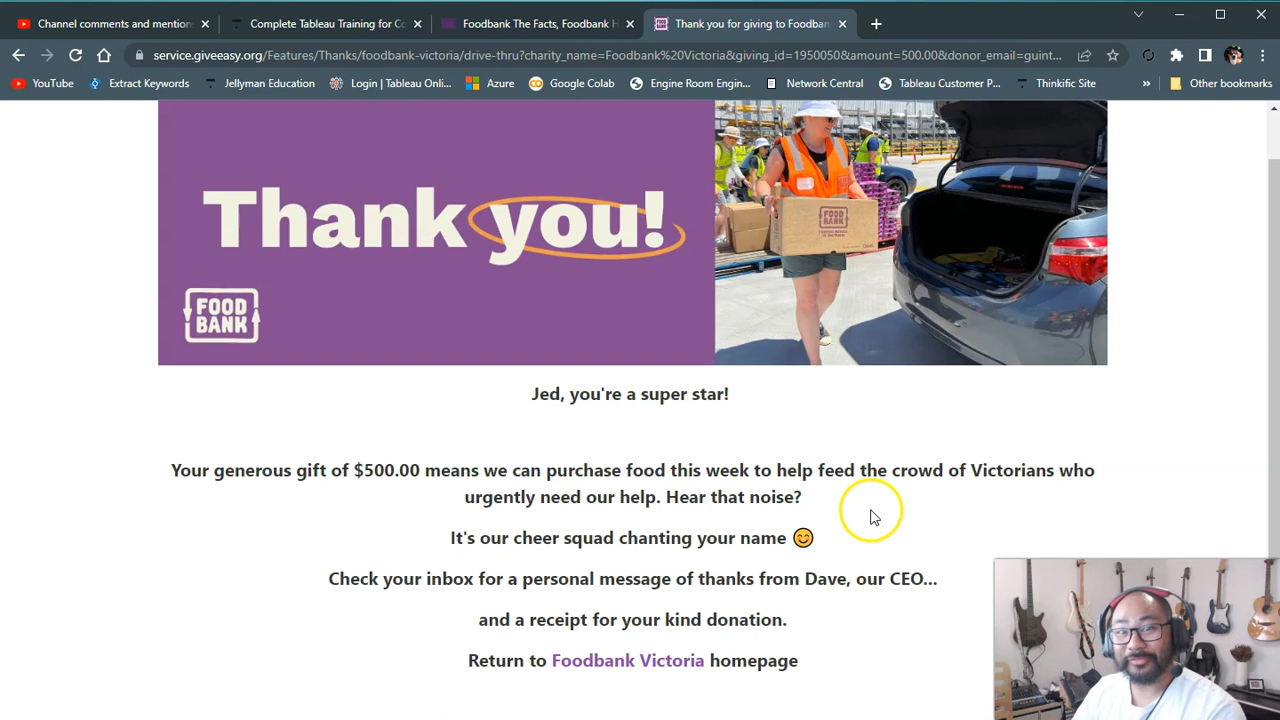 Channel comments and mention
Complete Tableau Training for Co
Foodbank The Facts, Foodbank H
Thank you for giving to Foodban
service.giveeasy.org/Features/Thanks/foodbank-victoria/drive-thru?charity_name=Foodbank%20Victoria&giving_id=1950050&amount=500.00&donor_email=guint...
YouTube
Extract Keywords
Jellyman Education
Login | Tableau Onli...
Azure
Google Colab
Engine Room Engin...
Network Central
Tableau Customer P...
Thinkific Site
»
Other bookmarks
Thank you!
FOOD
BANK
FOOD
BANK
Jed, you're a super star!
Your generous gift of $500.00 means we can purchase food this week to help feed the crowd of Victorians who
urgently need our help. Hear that noise?
It's our cheer squad chanting your name 😊
Check your inbox for a personal message of thanks from Dave, our CEO...
and a receipt for your kind donation.
Return to Foodbank Victoria homepage